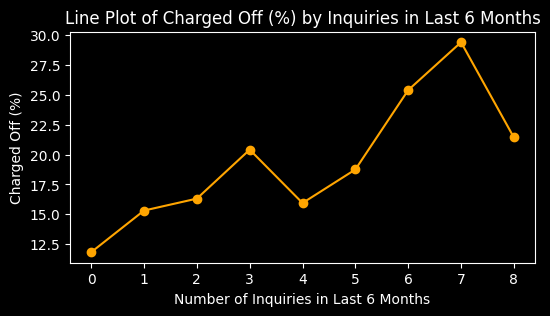 Line Plot of Charged Off (%) by Inquiries in Last 6 Months
30.0
27.5
25.0
22.5
20.0
17.5
15.0
12.5
Charged Off (%)
0 1 2 3 4 5 6 7 8
Number of Inquiries in Last 6 Months